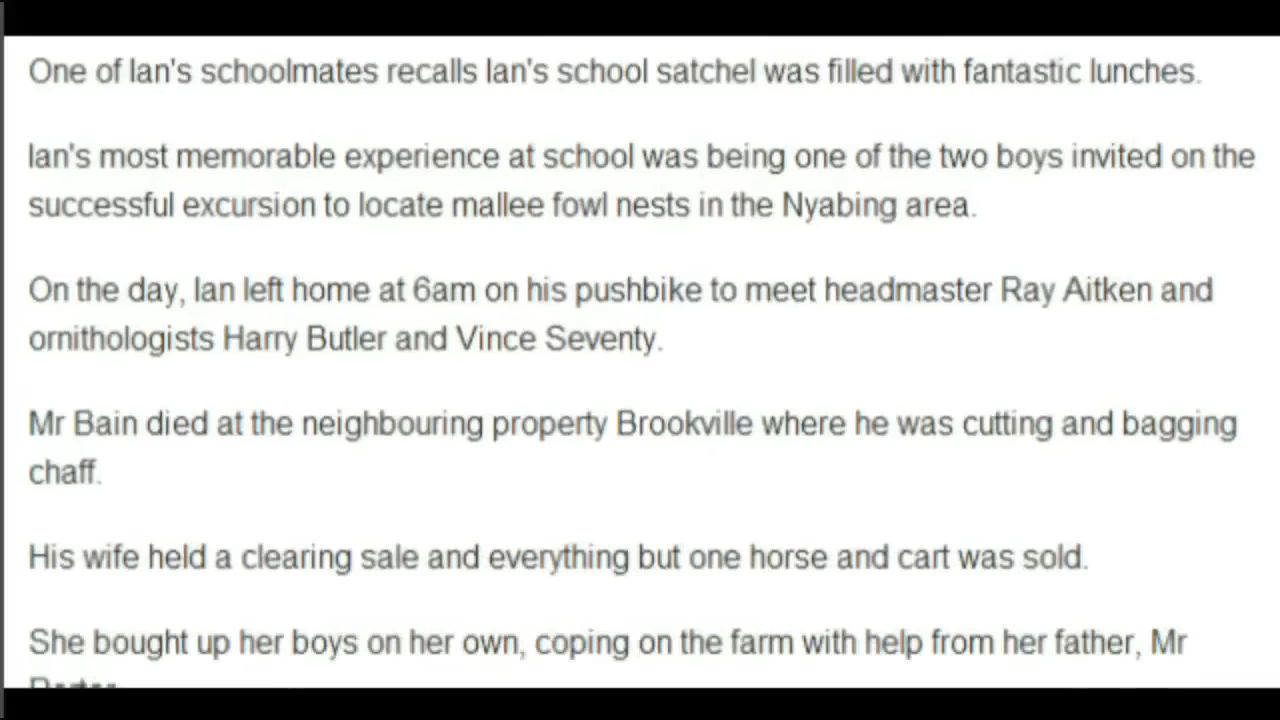 One of Ian's schoolmates recalls Ian's school satchel was filled with fantastic lunches.
Ian's most memorable experience at school was being one of the two boys invited on the
successful excursion to locate mallee fowl nests in the Nyabing area.
On the day, Ian left home at 6am on his pushbike to meet headmaster Ray Aitken and
ornithologists Harry Butler and Vince Seventy.
Mr Bain died at the neighbouring property Brookville where he was cutting and bagging
chaff.
His wife held a clearing sale and everything but one horse and cart was sold.
She bought up her boys on her own, coping on the farm with help from her father, Mr